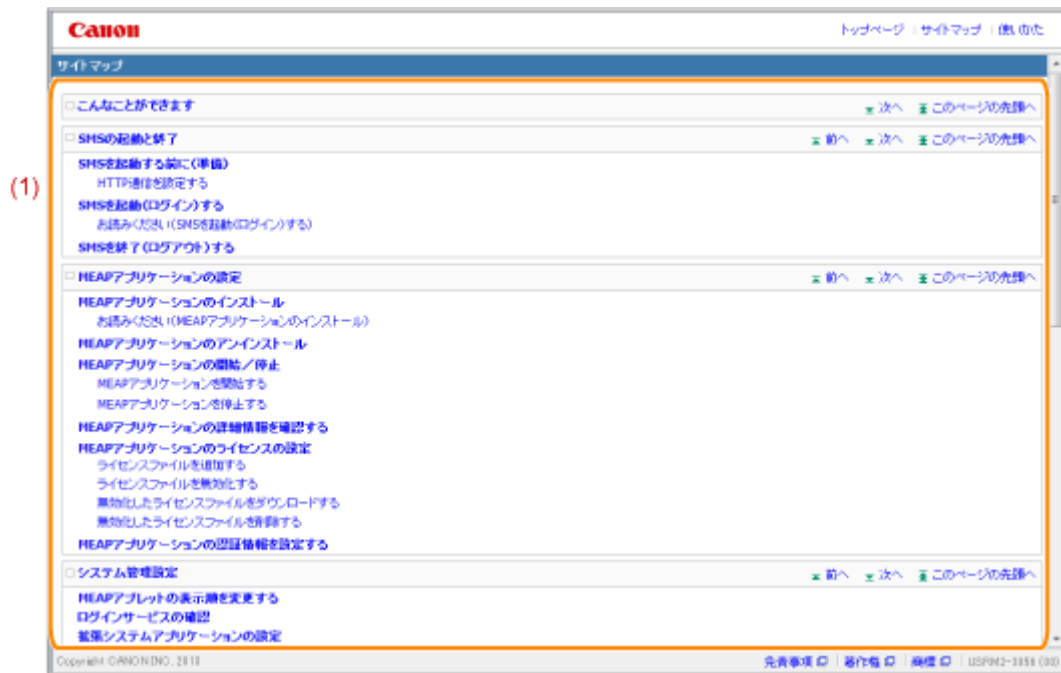 Canon
トップページ | サイトマップ | 使いかた
サイトマップ
こんなことができます
次へ このページの先頭へ
SMSの起動と終了
前へ 次へ このページの先頭へ
SMSを起動する前に(準備)
HTTP通信を設定する
(1)
SMSを起動(ログイン)する
お読みください(SMSを起動(ログイン)する)
SMSを終了(ログアウト)する
MEAPアプリケーションの設定
前へ 次へ このページの先頭へ
MEAPアプリケーションのインストール
お読みください(MEAPアプリケーションのインストール)
MEAPアプリケーションのアンインストール
MEAPアプリケーションの開始/停止
MEAPアプリケーションを開始する
MEAPアプリケーションを停止する
MEAPアプリケーションの詳細情報を確認する
MEAPアプリケーションのライセンスの設定
ライセンスファイルを追加する
ライセンスファイルを無効化する
無効化したライセンスファイルをダウンロードする
無効化したライセンスファイルを削除する
MEAPアプリケーションの認証情報を設定する
システム管理設定
前へ 次へ このページの先頭へ
MEAPアプレットの表示順を変更する
ログインサービスの確認
拡張システムアプリケーションの設定
Copyright CANON INC. 2010
免責事項 | 著作権 | 商標 | USRM2-3856 (00)